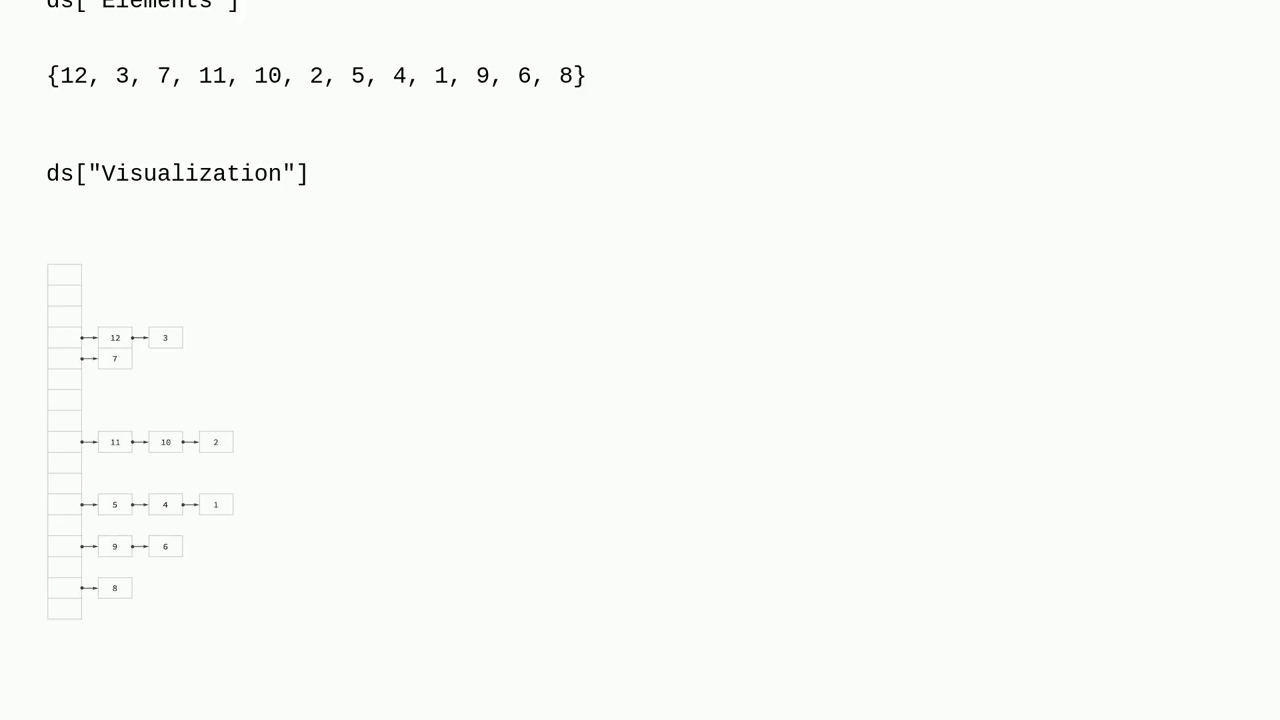 ds["Elements"]
{12, 3, 7, 11, 10, 2, 5, 4, 1, 9, 6, 8}
ds["Visualization"]
12 3
7
11 10 2
5 4 1
9 6
8